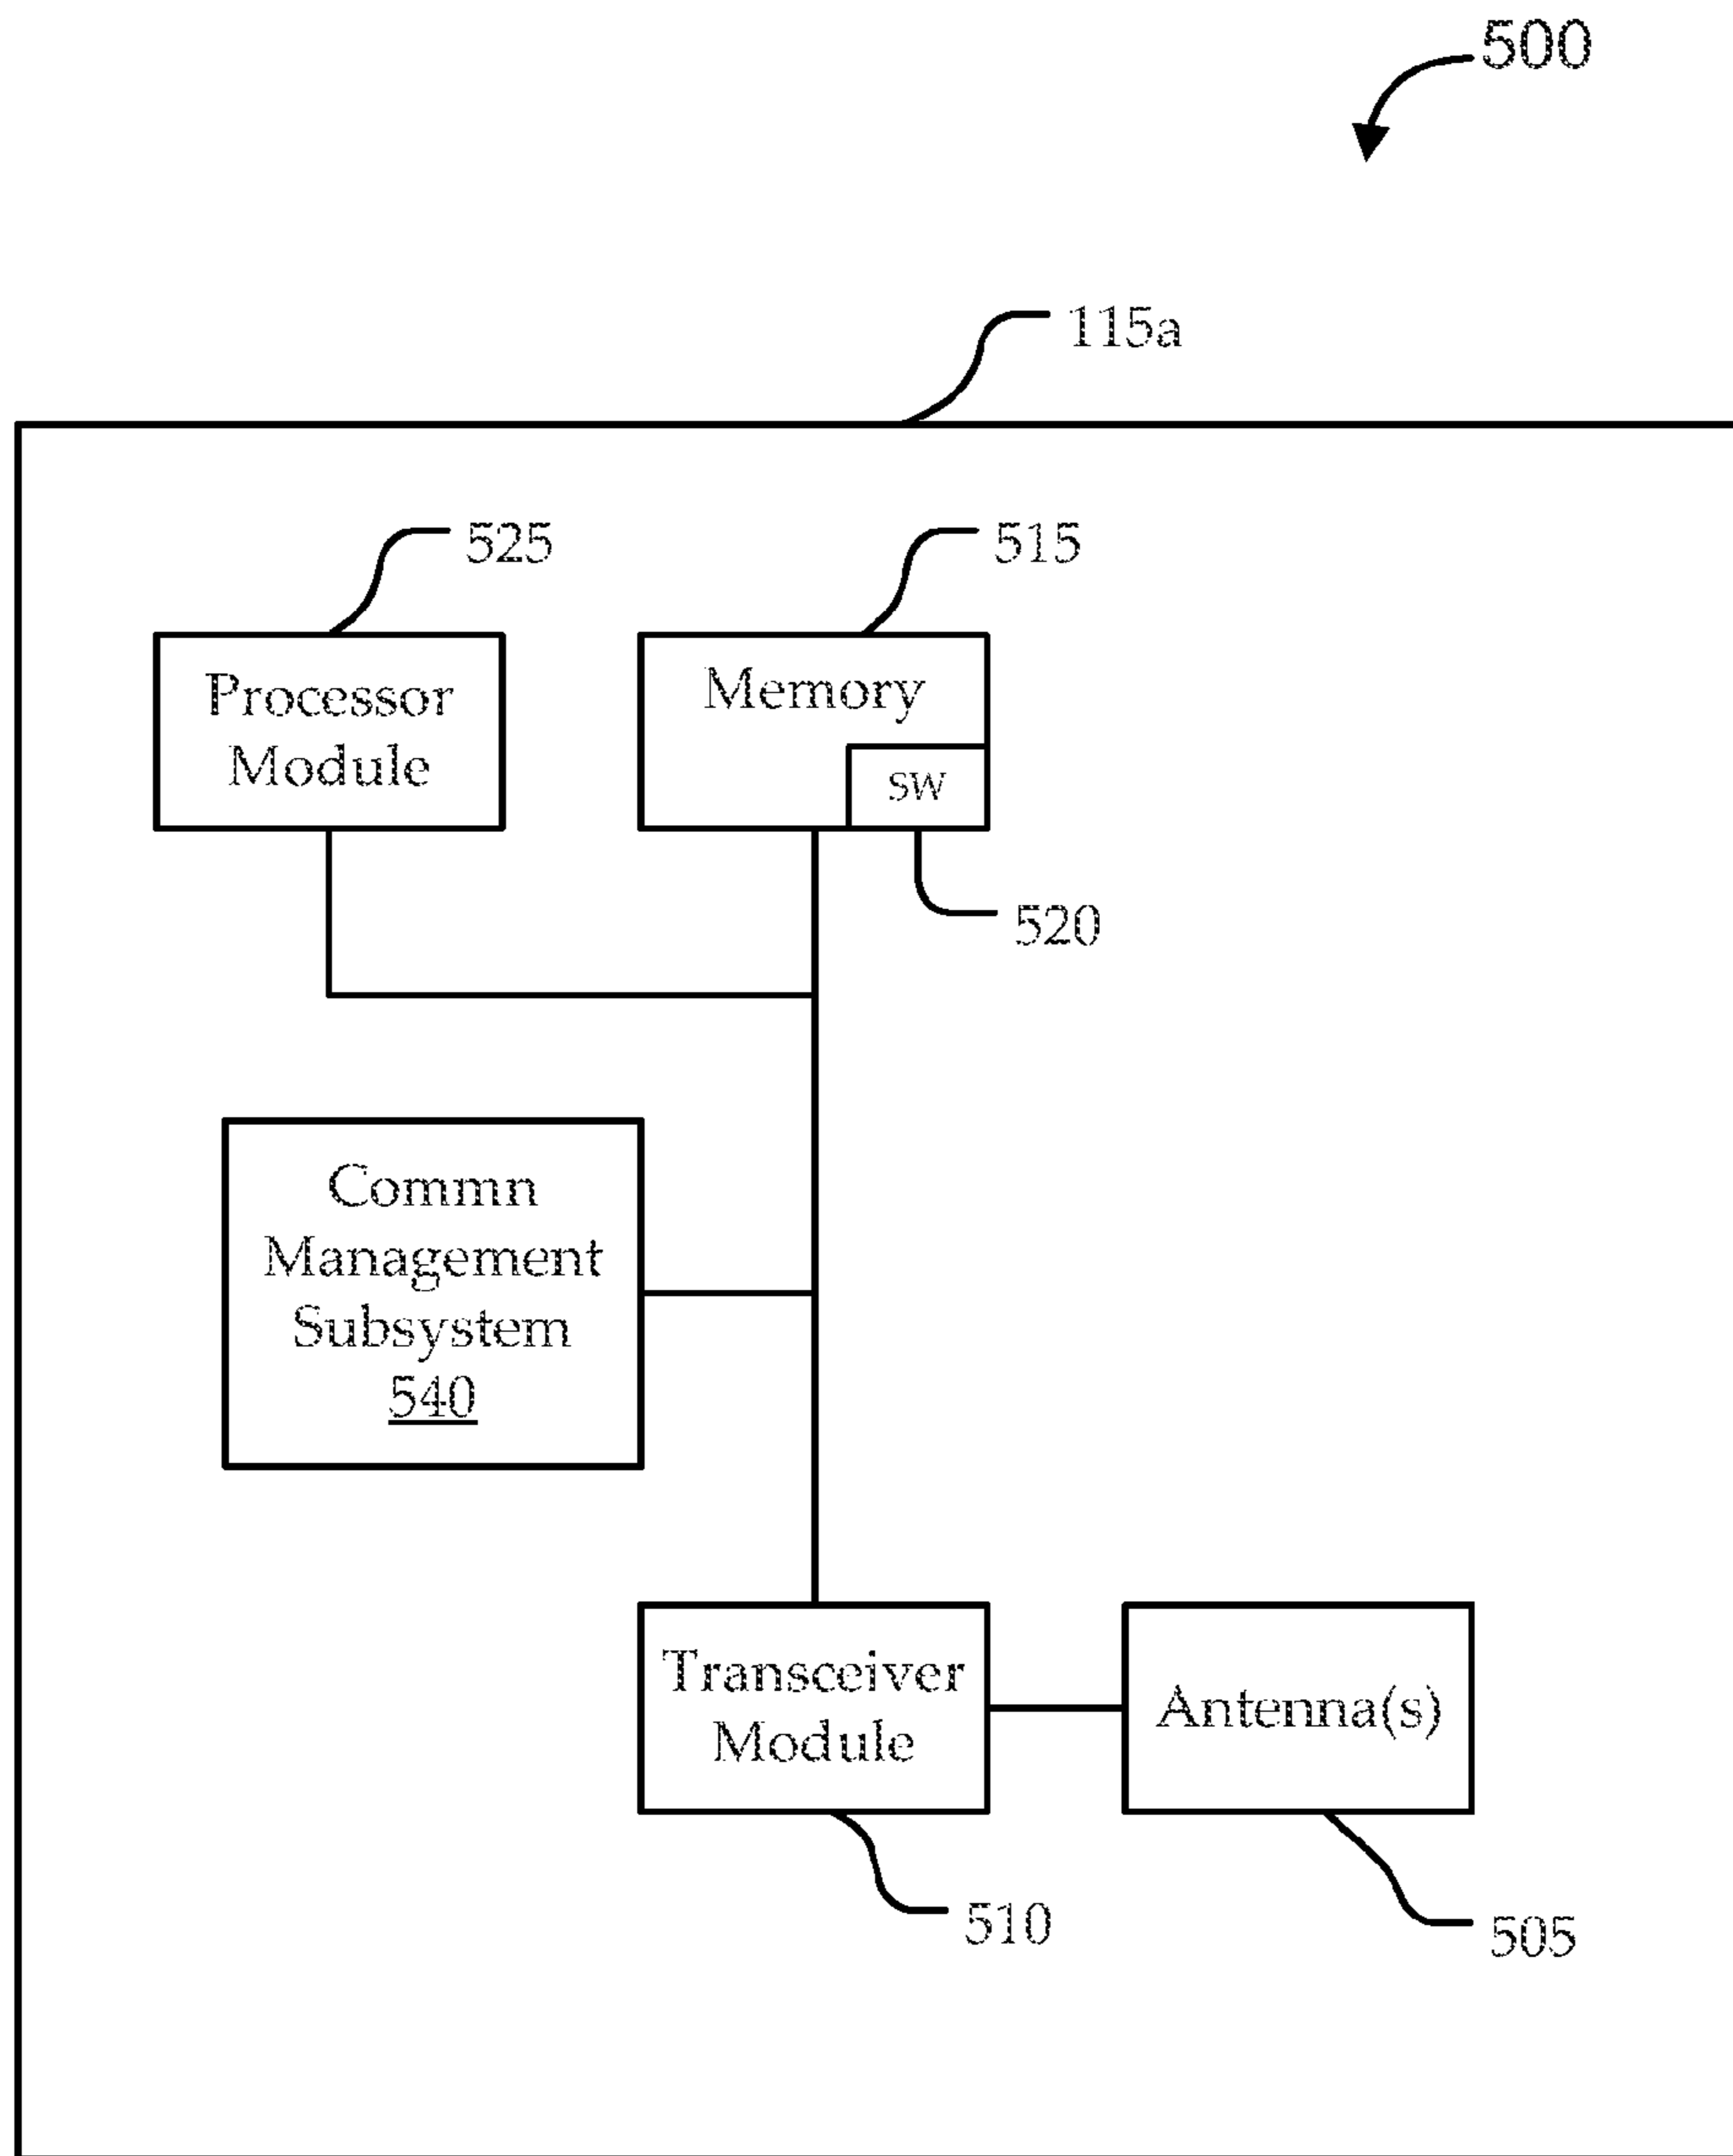 500
115a
525
515
Processor
Module
Memory
SW
520
Commn
Management
Subsystem
540
Transceiver
Module
Antenna(s)
510
505